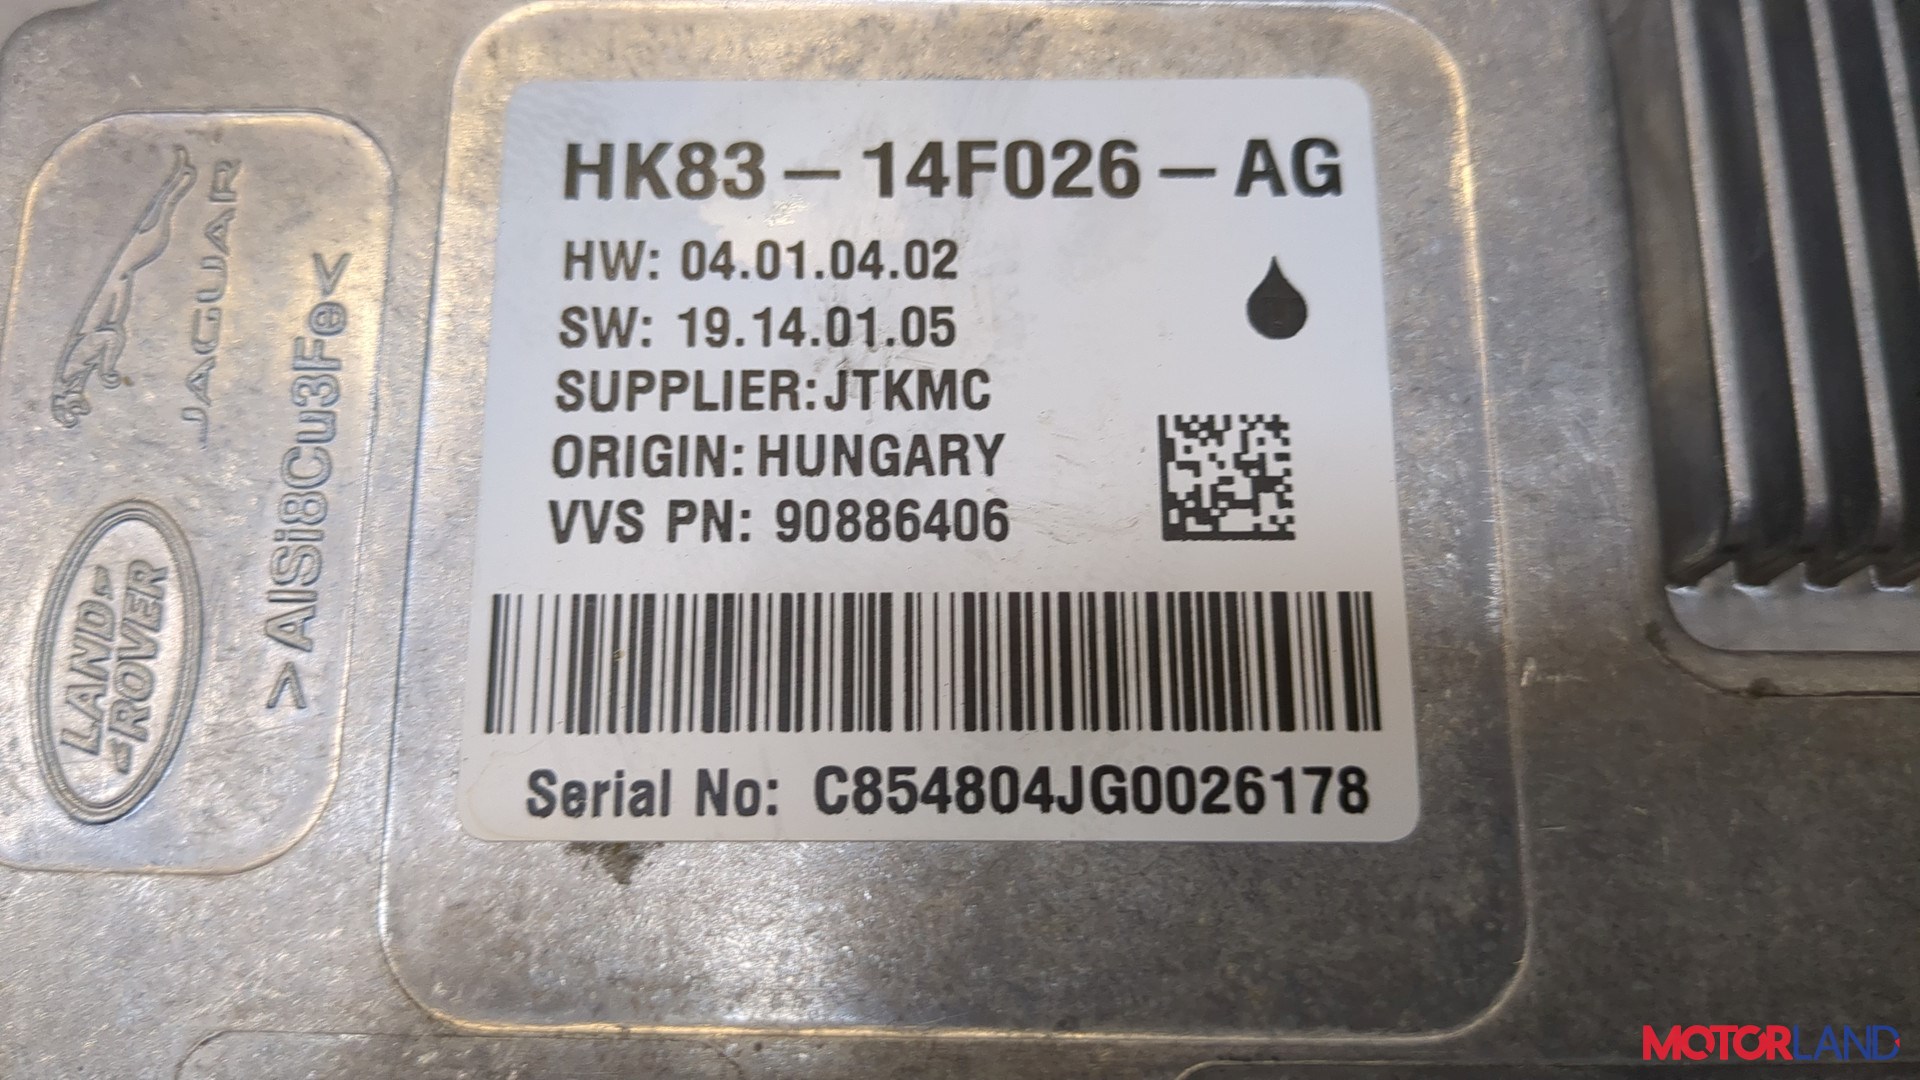 JAGUAR
>AlSi8Cu3Fe<
LAND
ROVER
HK83 – 14F026 – AG
HW: 04.01.04.02
SW: 19.14.01.05
SUPPLIER:JTKMC
ORIGIN: HUNGARY
VVS PN: 90886406
Serial No: C854804JG0026178
MOTORLAND